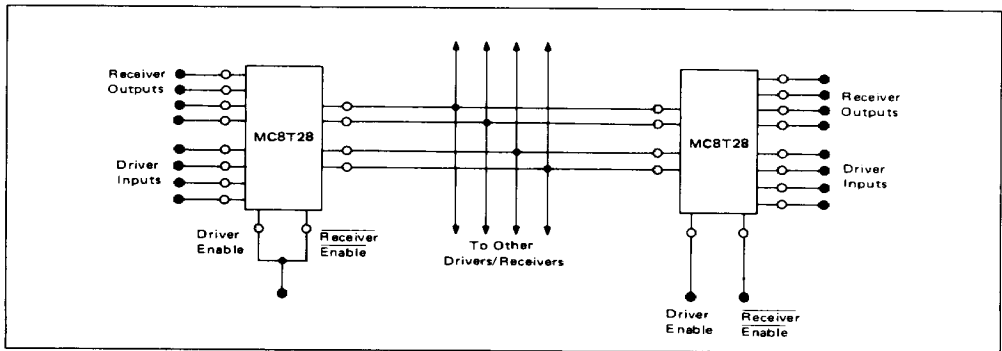 Receiver
Outputs
MC8T28
Driver
Inputs
Driver
Enable
Receiver
Enable
To Other
Drivers/Receivers
MC8T28
Receiver
Outputs
Driver
Inputs
Driver
Enable
Receiver
Enable